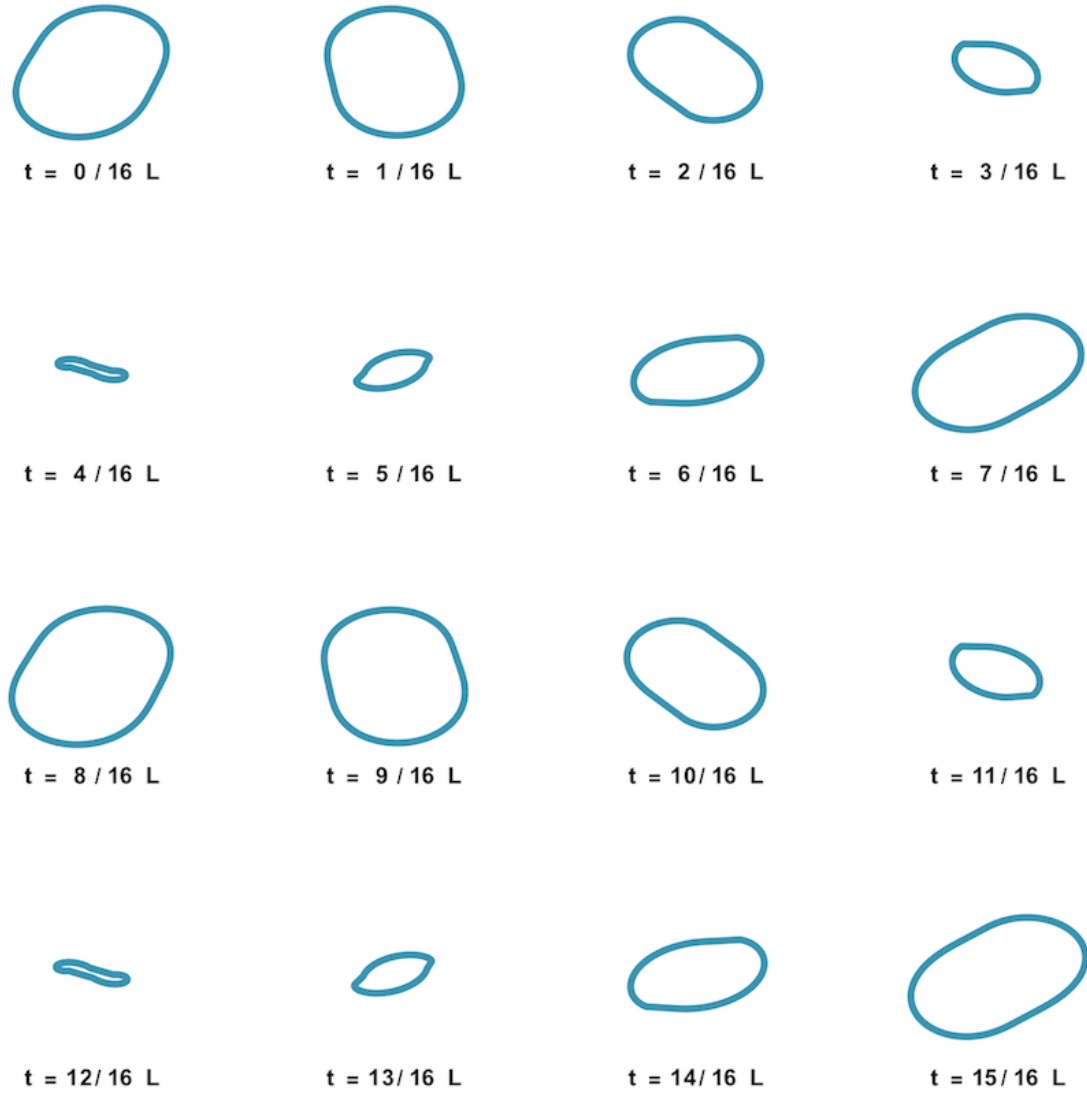 t = 0 / 16 L
t = 1 / 16 L
t = 2 / 16 L
t = 3 / 16 L
t = 4 / 16 L
t = 5 / 16 L
t = 6 / 16 L
t = 7 / 16 L
t = 8 / 16 L
t = 9 / 16 L
t = 10/ 16 L
t = 11/ 16 L
t = 12/ 16 L
t = 13/ 16 L
t = 14/ 16 L
t = 15/ 16 L